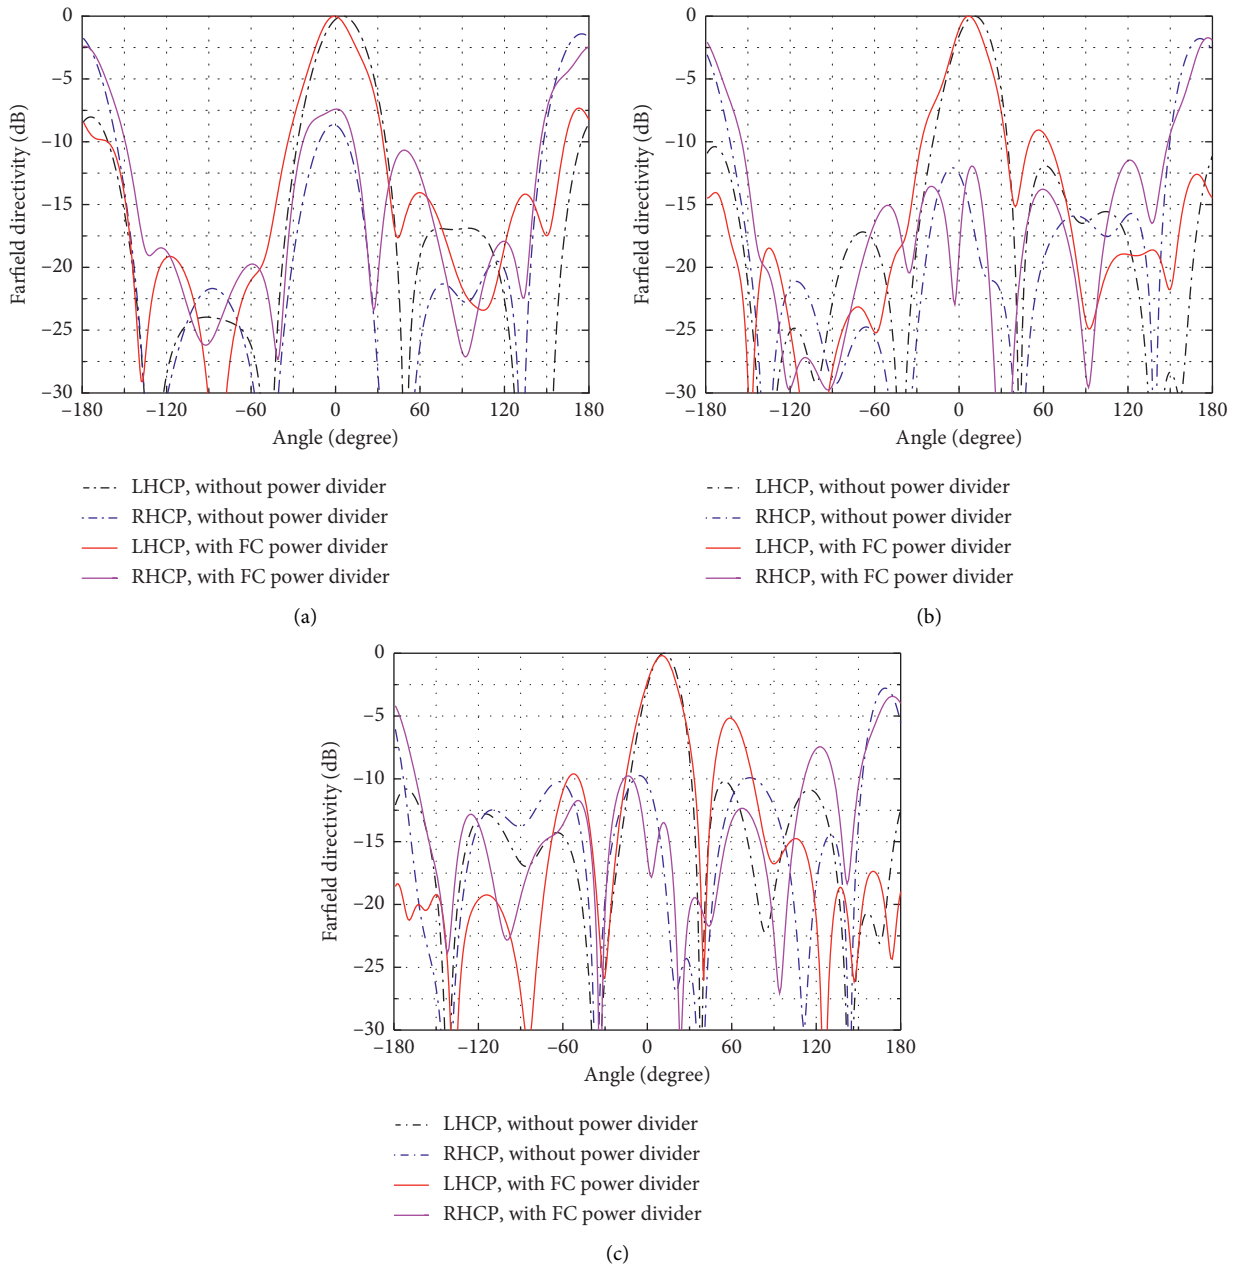 0
−5
−10
−15
−20
−25
−30
Farfield directivity (dB)
−180 −120 −60 0 60 120 180
Angle (degree)
LHCP, without power divider
RHCP, without power divider
LHCP, with FC power divider
RHCP, with FC power divider
(a)
0
−5
−10
−15
−20
−25
−30
Farfield directivity (dB)
−180 −120 −60 0 60 120 180
Angle (degree)
LHCP, without power divider
RHCP, without power divider
LHCP, with FC power divider
RHCP, with FC power divider
(b)
0
−5
−10
−15
−20
−25
−30
Farfield directivity (dB)
−180 −120 −60 0 60 120 180
Angle (degree)
LHCP, without power divider
RHCP, without power divider
LHCP, with FC power divider
RHCP, with FC power divider
(c)